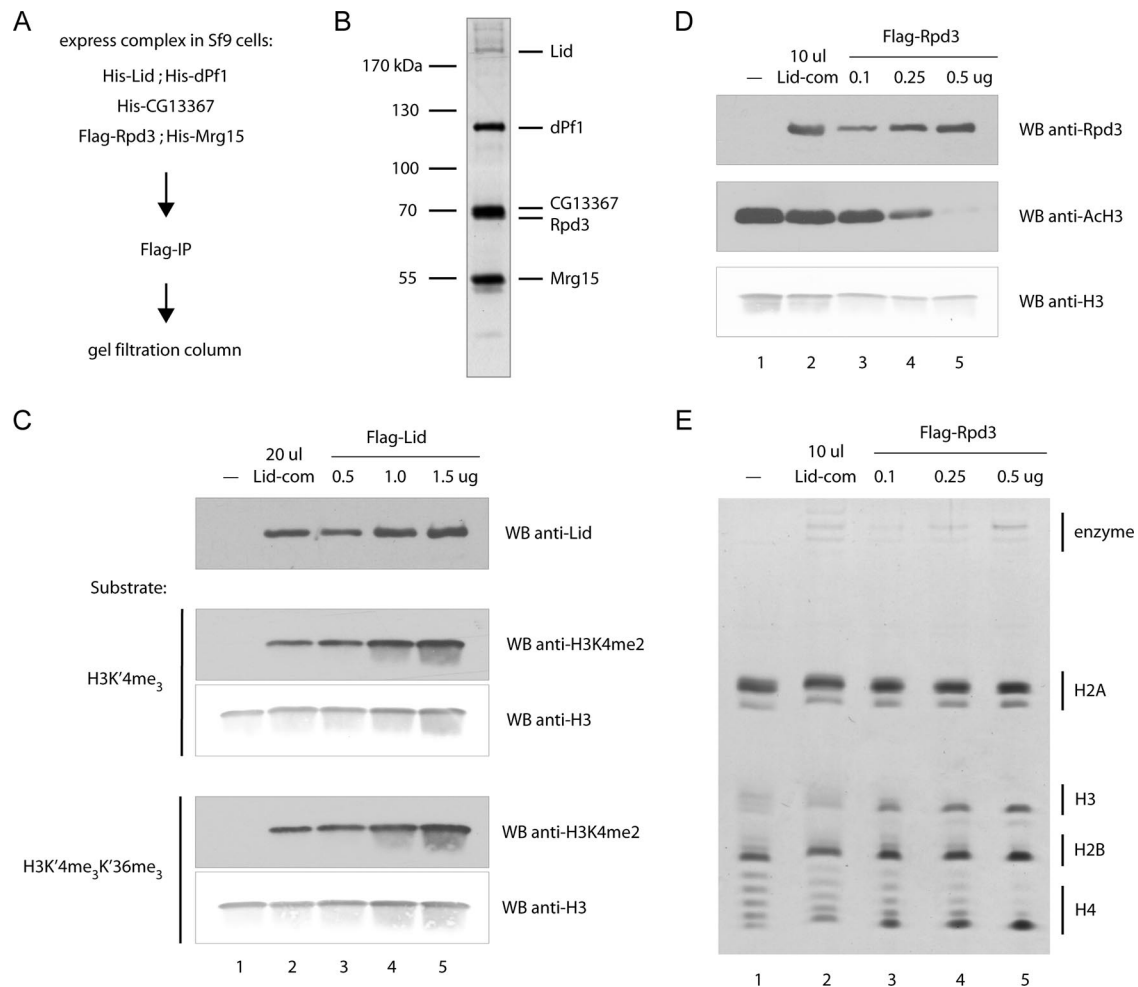 A
express complex in Sf9 cells:
His-Lid ; His-dPf1
His-CG13367
Flag-Rpd3 ; His-Mrg15
Flag-IP
gel filtration column
B
170 kDa
130
100
70
55
Lid
dPf1
CG13367
Rpd3
Mrg15
C
Flag-Lid
20 ul
— Lid-com 0.5 1.0 1.5 ug
WB anti-Lid
Substrate:
H3K'4me3
WB anti-H3K4me2
WB anti-H3
H3K'4me3K'36me3
WB anti-H3K4me2
WB anti-H3
1 2 3 4 5
D
Flag-Rpd3
10 ul
— Lid-com 0.1 0.25 0.5 ug
WB anti-Rpd3
WB anti-AcH3
WB anti-H3
1 2 3 4 5
E
Flag-Rpd3
10 ul
— Lid-com 0.1 0.25 0.5 ug
enzyme
H2A
H3
H2B
H4
1 2 3 4 5